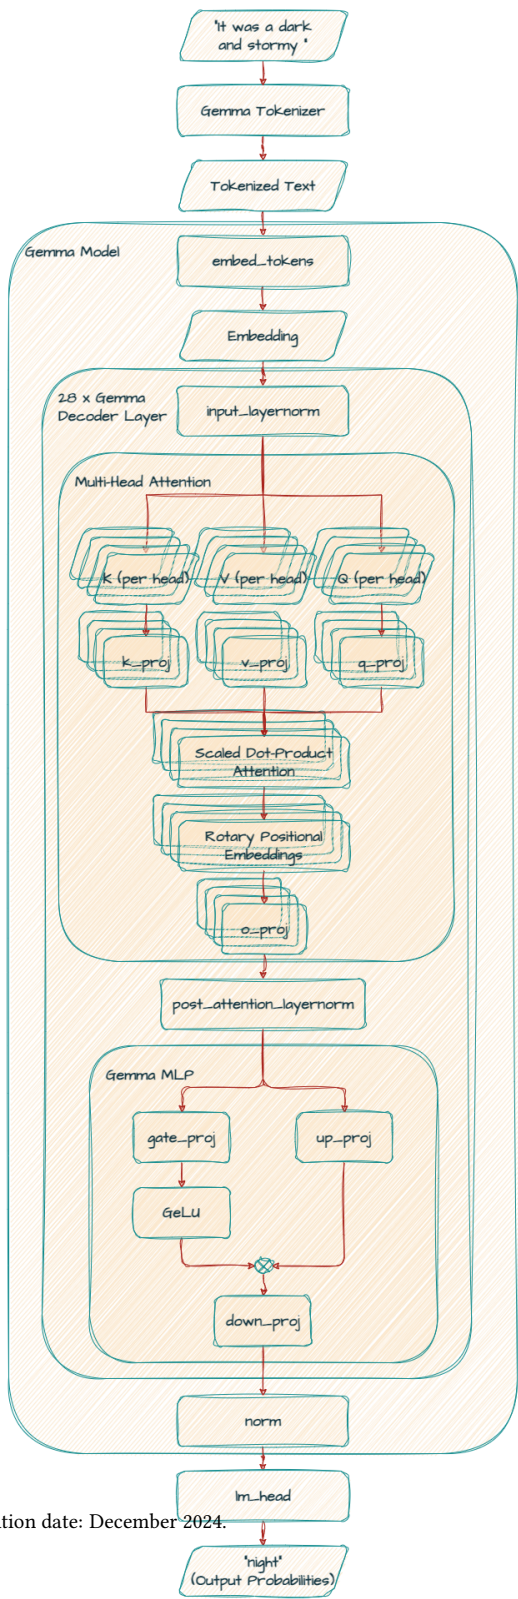 "It was a dark
and stormy "
Gemma Tokenizer
Tokenized Text
Gemma Model
embed_tokens
Embedding
28 x Gemma
Decoder Layer
input_layernorm
Multi-Head Attention
K (per head)
V (per head)
Q (per head)
k_proj
v_proj
q_proj
Scaled Dot-Product
Attention
Rotary Positional
Embeddings
o_proj
post_attention_layernorm
Gemma MLP
gate_proj
up_proj
GeLU
down_proj
norm
lm_head
tion date: December 2024.
"night"
(Output Probabilities)